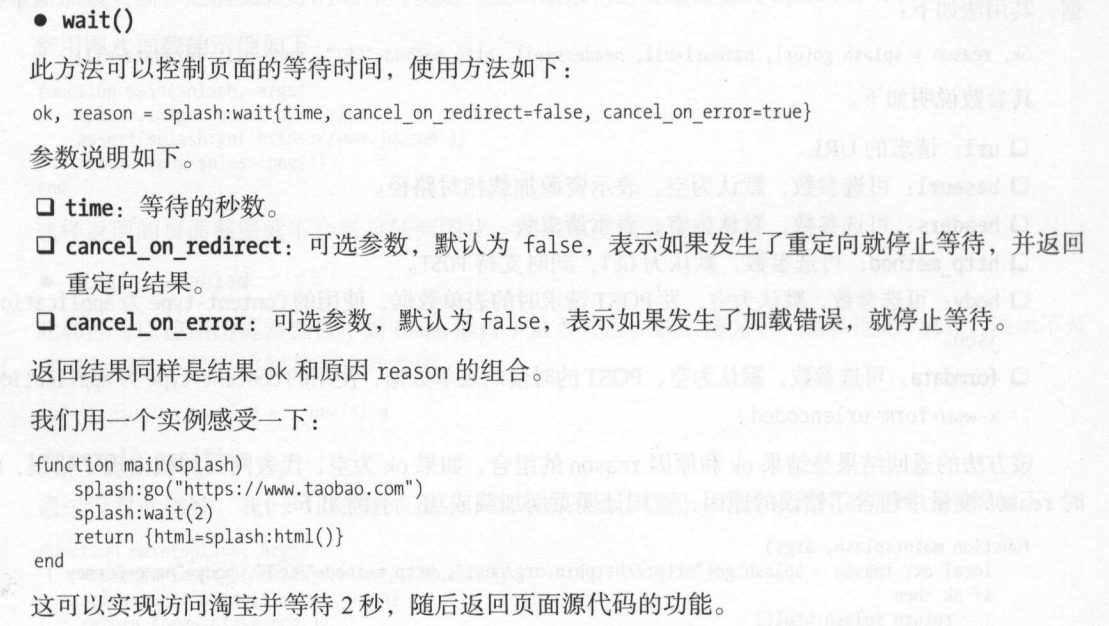 ● wait()
此方法可以控制页面的等待时间，使用方法如下：
ok, reason = splash:wait{time, cancel_on_redirect=false, cancel_on_error=true}
参数说明如下。
❑ time：等待的秒数。
❑ cancel_on_redirect：可选参数，默认为 false，表示如果发生了重定向就停止等待，并返回
重定向结果。
❑ cancel_on_error：可选参数，默认为 false，表示如果发生了加载错误，就停止等待。
返回结果同样是结果 ok 和原因 reason 的组合。
我们用一个实例感受一下：
function main(splash)
    splash:go("https://www.taobao.com")
    splash:wait(2)
    return {html=splash:html()}
end
这可以实现访问淘宝并等待 2 秒，随后返回页面源代码的功能。